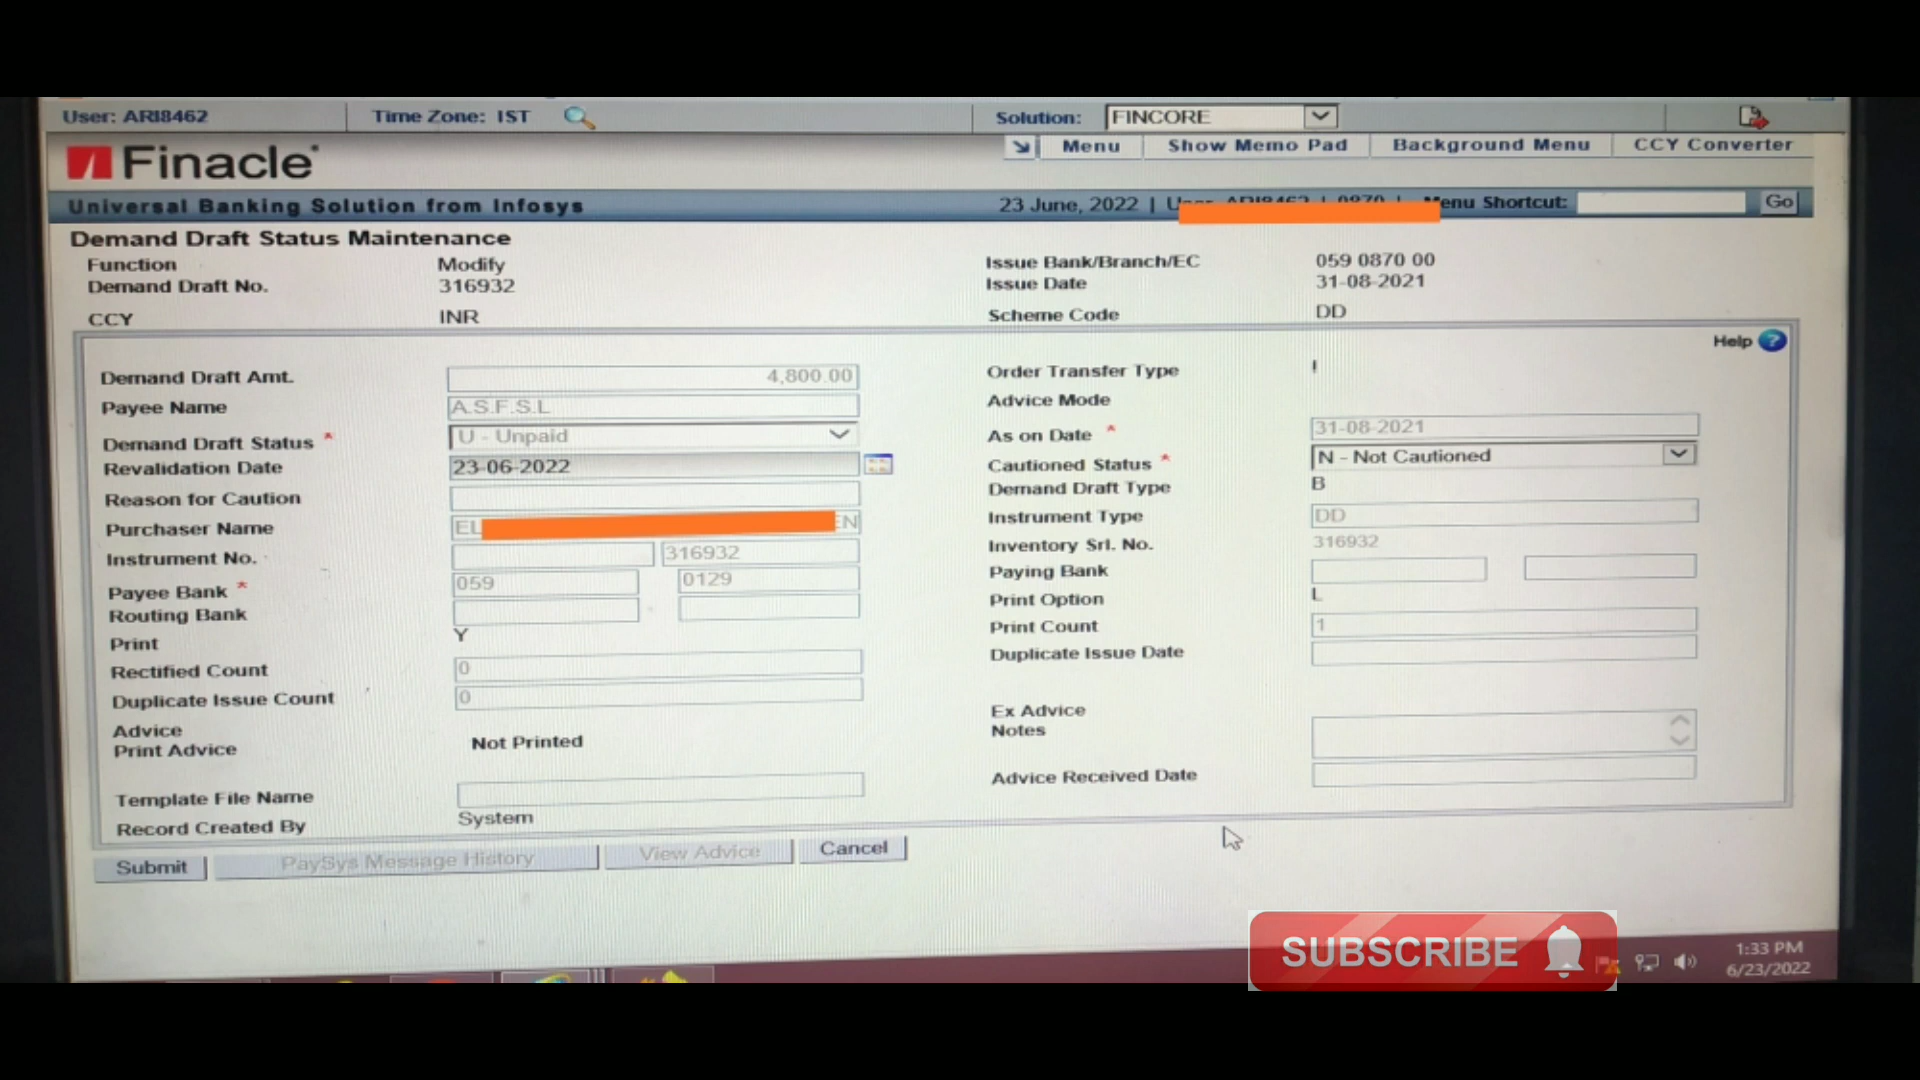 User: ARI8462 Time Zone: IST Solution: FINCORE
Finacle
Menu Show Memo Pad Background Menu CCY Converter
Universal Banking Solution from Infosys
23 June, 2022 | Menu Shortcut: Go
Demand Draft Status Maintenance
Function Modify Issue Bank/Branch/EC 059 0870 00
Demand Draft No. 316932 Issue Date 31-08-2021
CCY INR Scheme Code DD
Help ?
Demand Draft Amt. 4,800.00 Order Transfer Type I
Payee Name A.S.F.S.L Advice Mode
Demand Draft Status * U - Unpaid As on Date * 31-08-2021
Revalidation Date 23-06-2022 Cautioned Status * N - Not Cautioned
Reason for Caution Demand Draft Type B
Purchaser Name EL EN Instrument Type DD
Instrument No. 316932 Inventory Srl. No. 316932
Payee Bank * 059 0129 Paying Bank
Routing Bank Print Option L
Print Y Print Count 1
Rectified Count 0 Duplicate Issue Date
Duplicate Issue Count 0
Advice Ex Advice
Print Advice Not Printed Notes
Advice Received Date
Template File Name
Record Created By System
Submit PaySys Message History View Advice Cancel
SUBSCRIBE
1:33 PM
6/23/2022